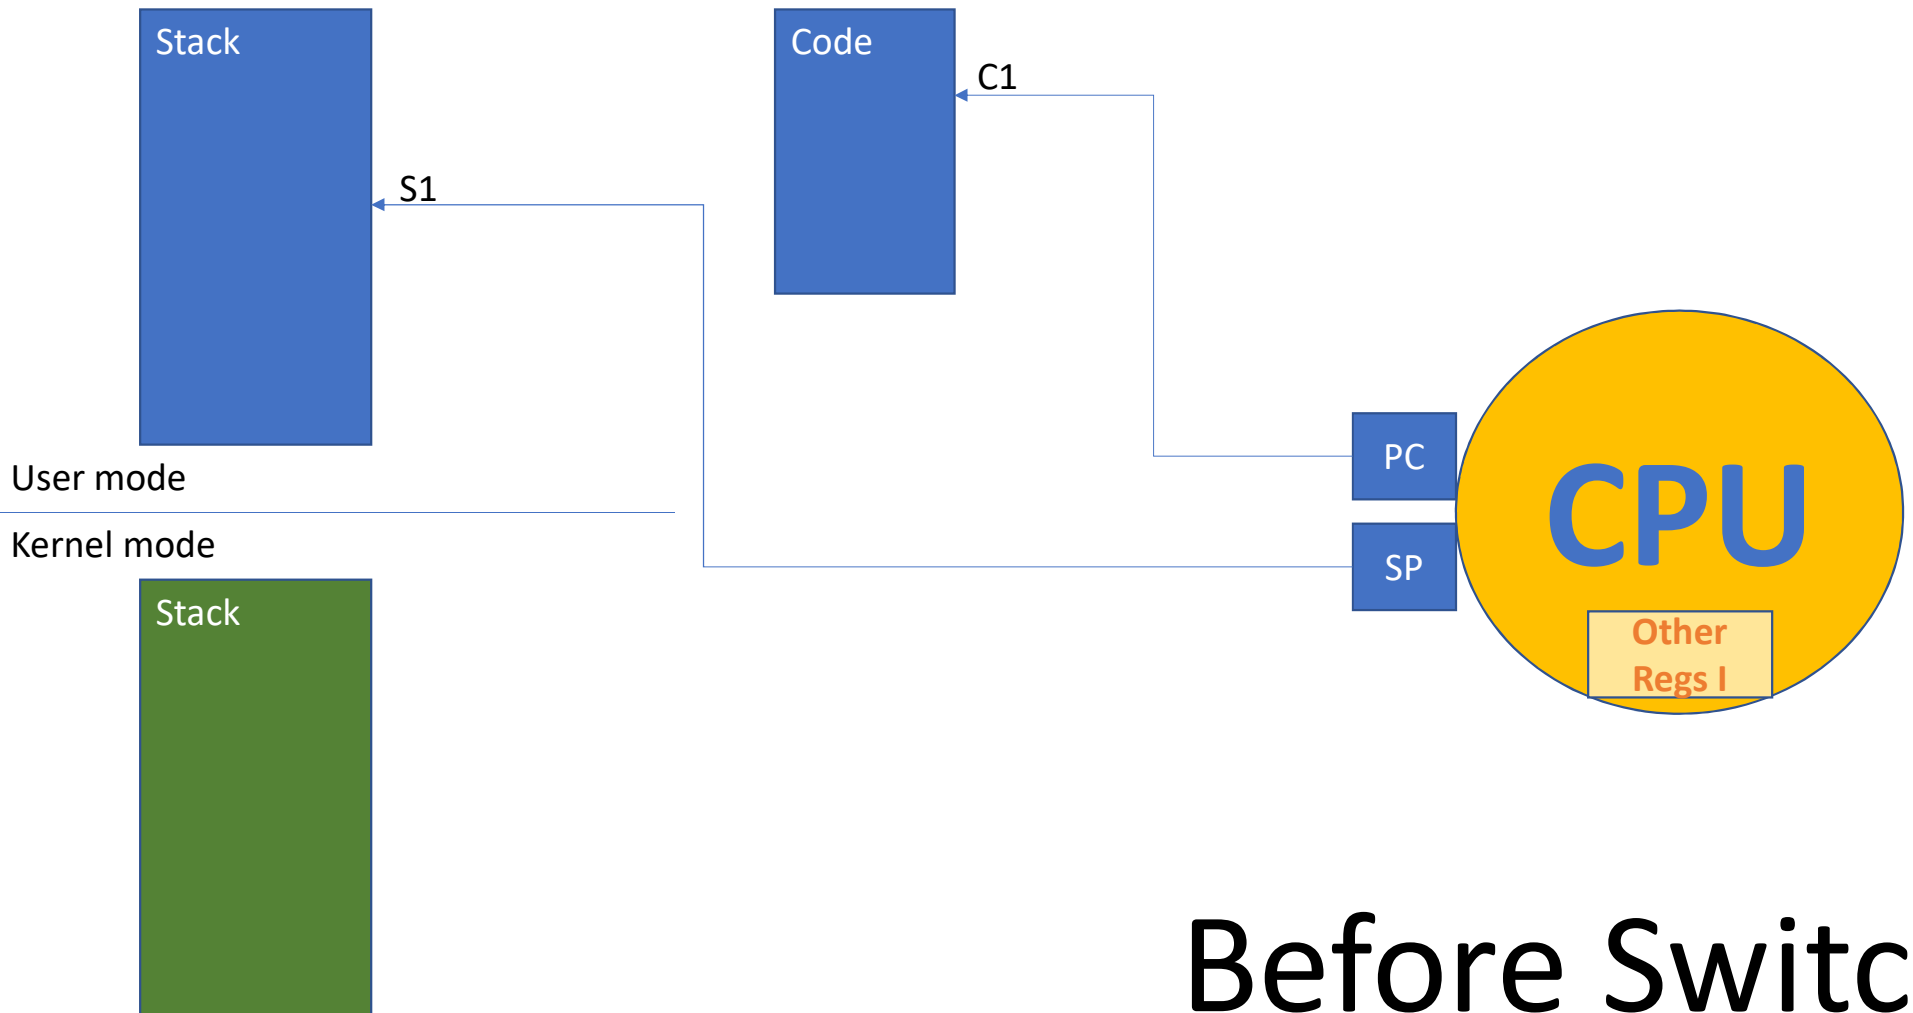 Stack
Code
C1
S1
User mode
Kernel mode
PC
SP
CPU
Other
Regs I
Stack
Before Switc